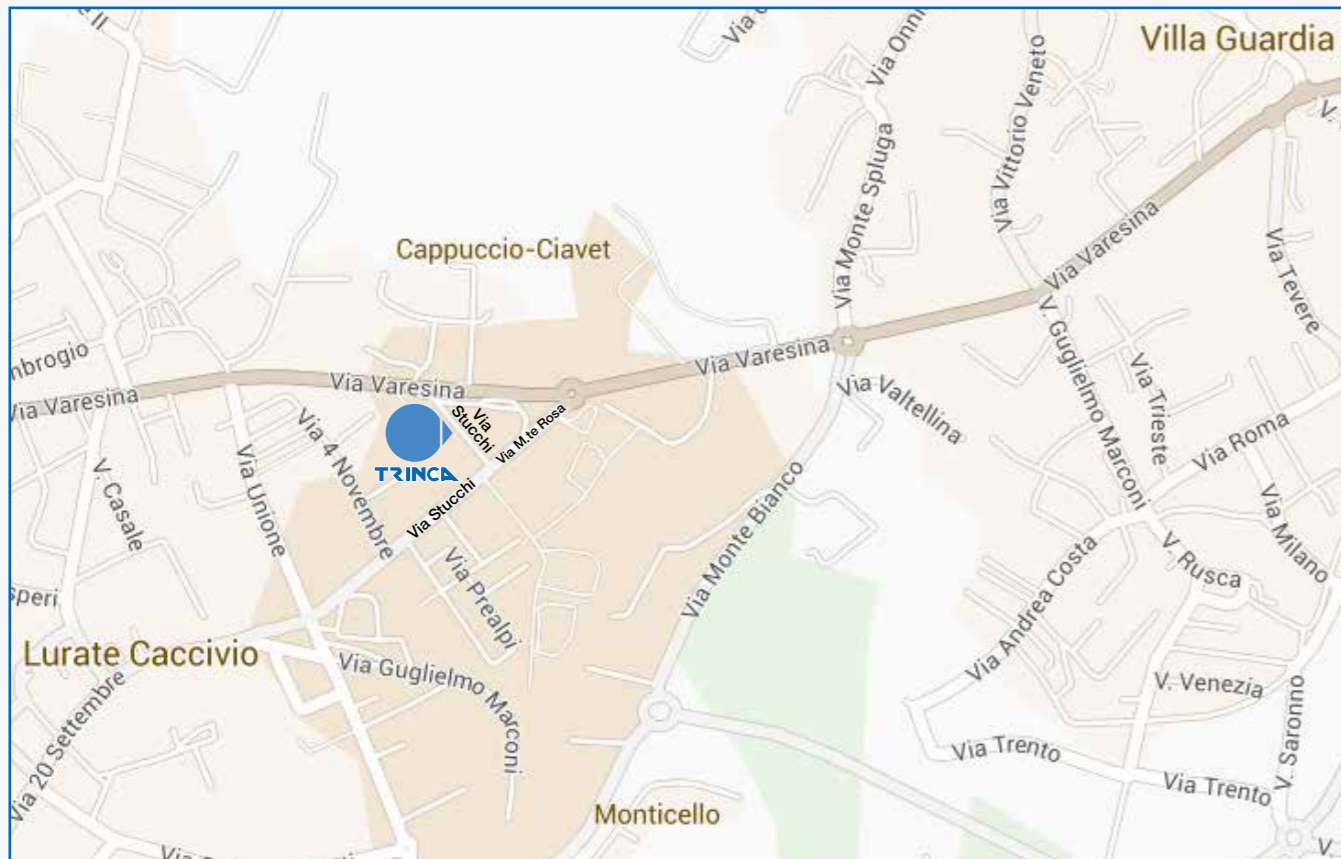 Villa Guardia
Via Onni
Via Vittorio Veneto
Via Monte Spluga
Via Varesina
Cappuccio-Ciavet
Via Tevere
mbrogio
Via Varesina
Via Varesina
Via Varesina
V. Guglielmo Marconi
Via Trieste
Via Valtellina
Via Roma
Via
Stucchi
Via M.te Rosa
TRINCA
Via 4 Novembre
Via Unione
V. Casale
Via Stucchi
Via Monte Bianco
Via Milano
V. Rusca
Via Andrea Costa
Via Prealpi
speri
Lurate Caccivio
Via Guglielmo Marconi
V. Venezia
Via 20 Settembre
V. Saronno
Via Trento
Via Trento
Monticello
V.
V.